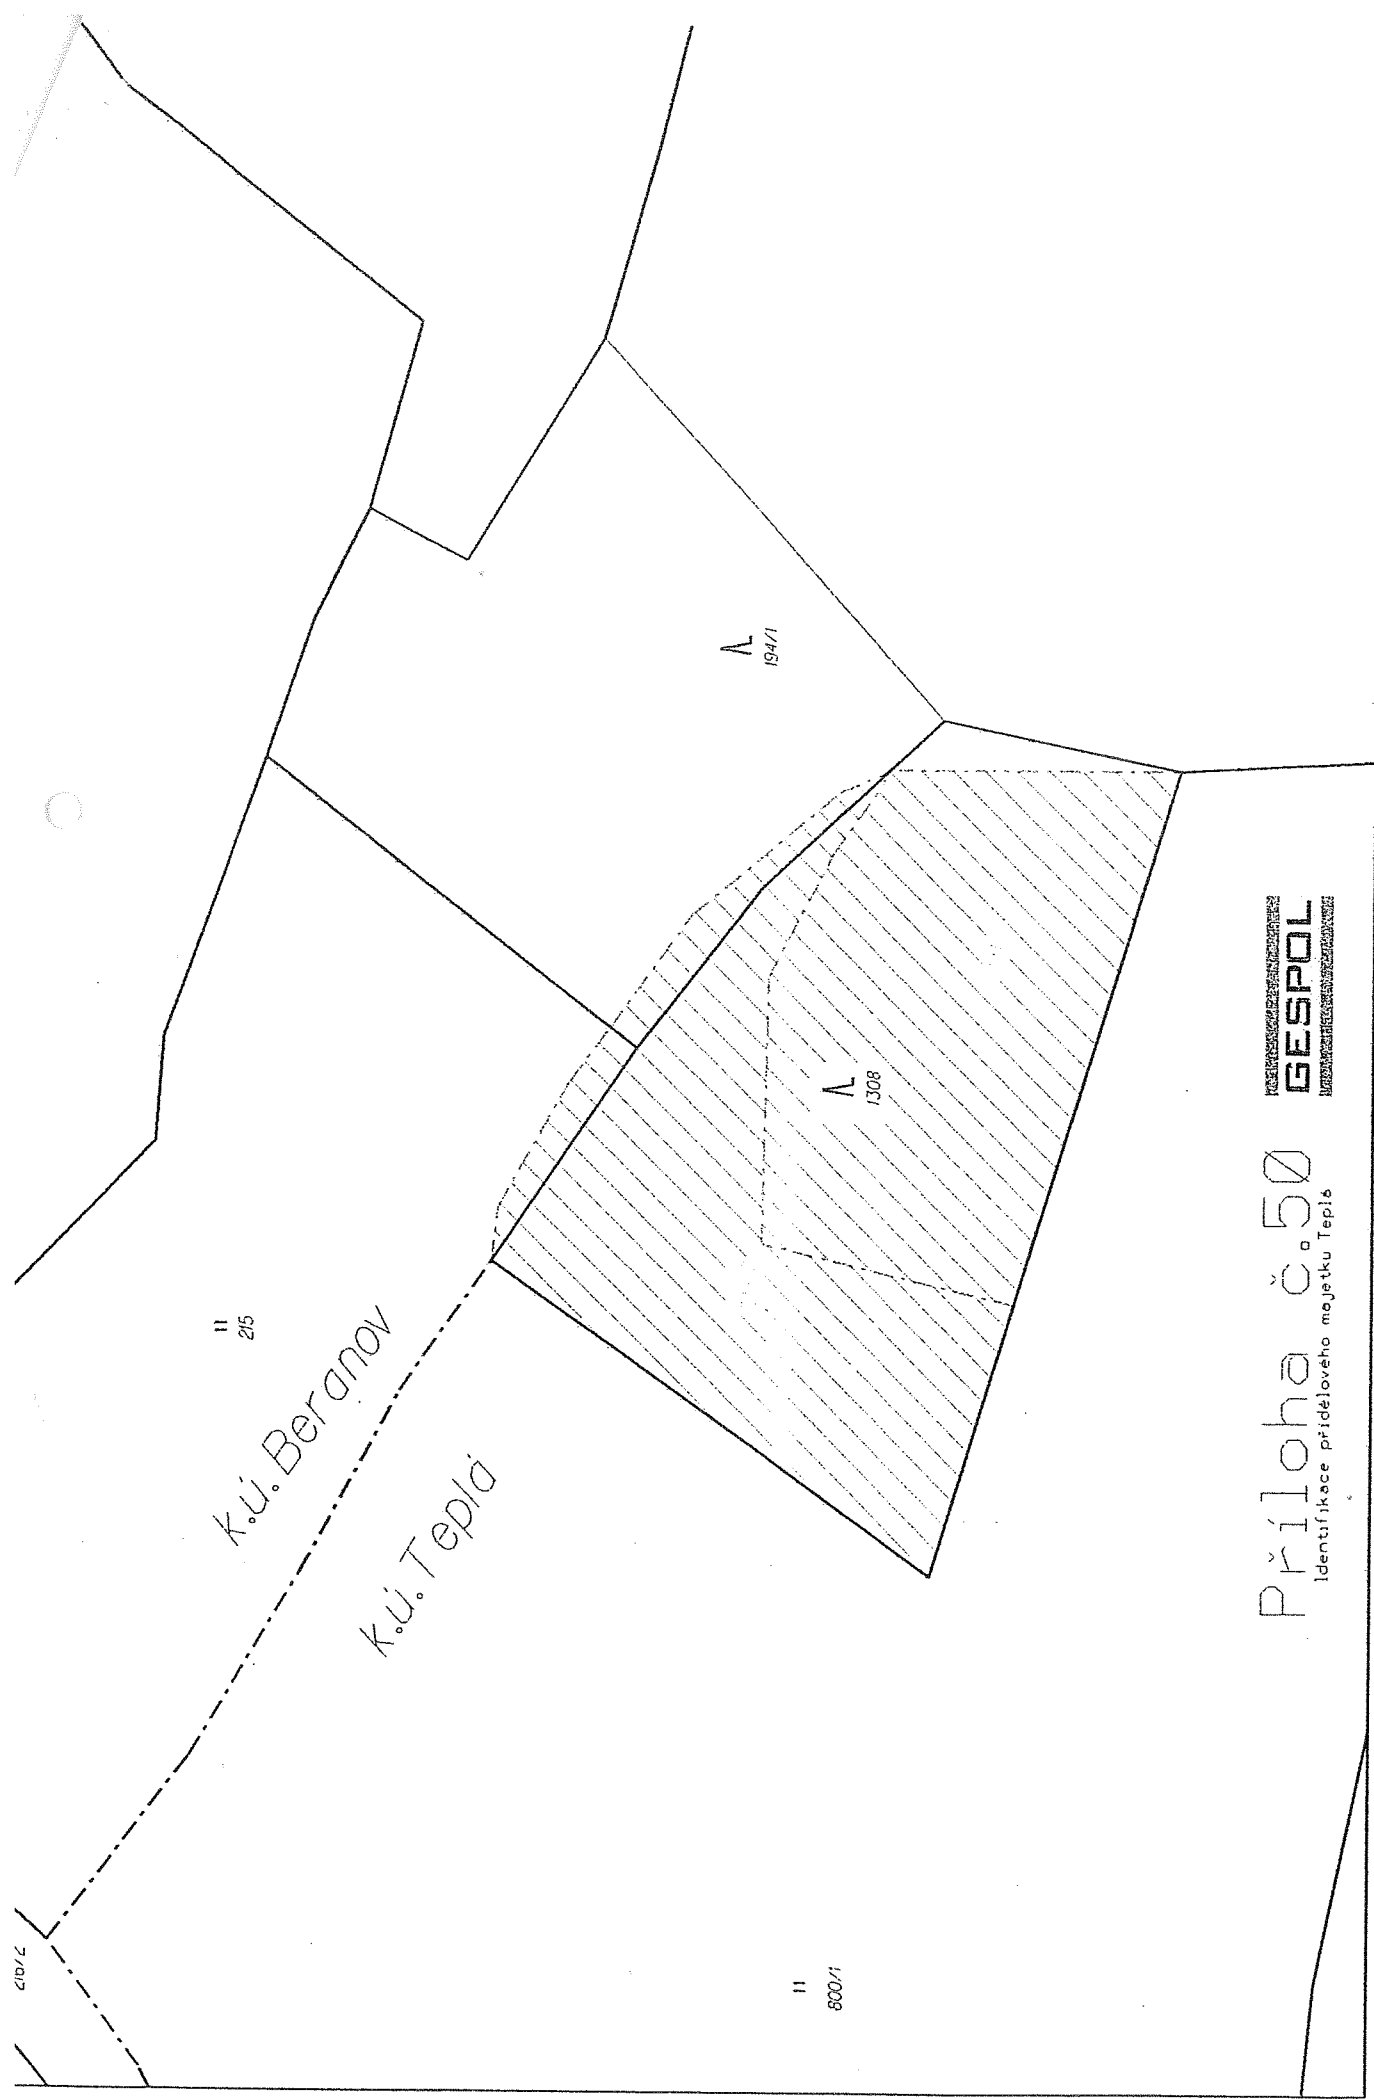 194/1
1308
215
k.ú. Beranov
k.ú. Teplá
800/1
Příloha č.50
Identifikace přídělového majetku Teplá
GESPOL